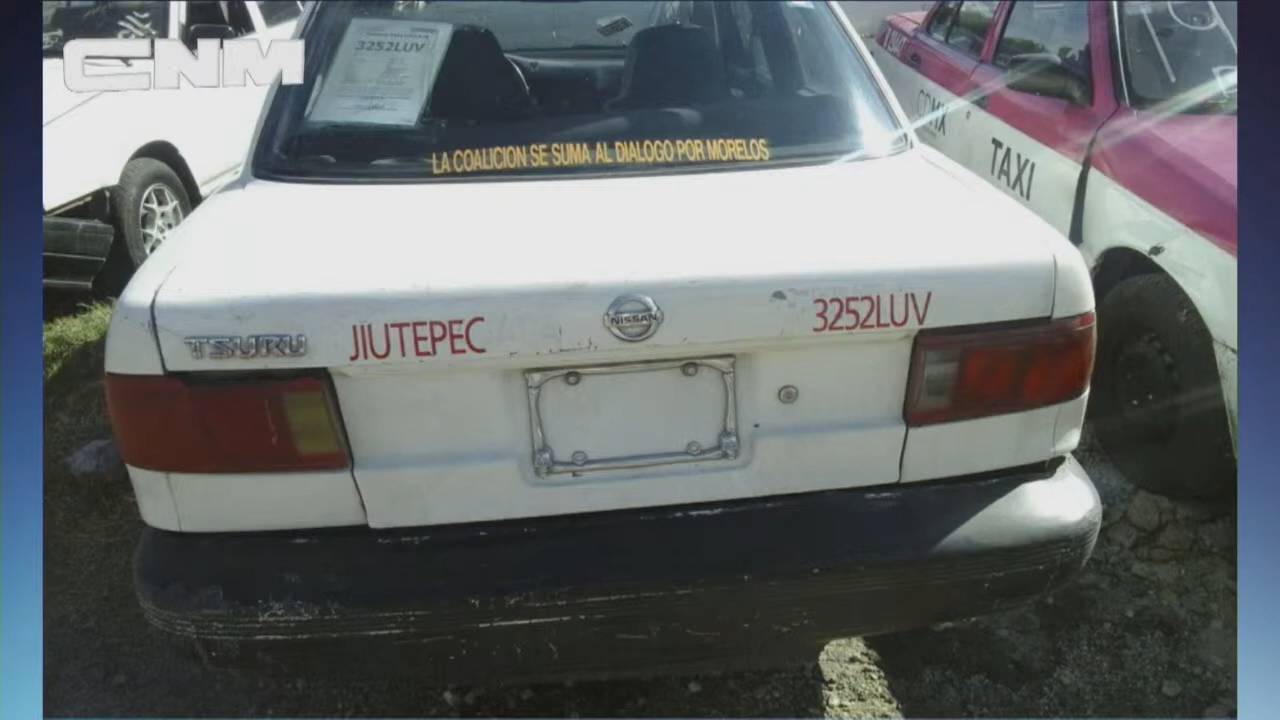 CNM
3252LUV
LA COALICION SE SUMA AL DIALOGO POR MORELOS
CDMX
TAXI
TSURU
JIUTEPEC
NISSAN
3252LUV